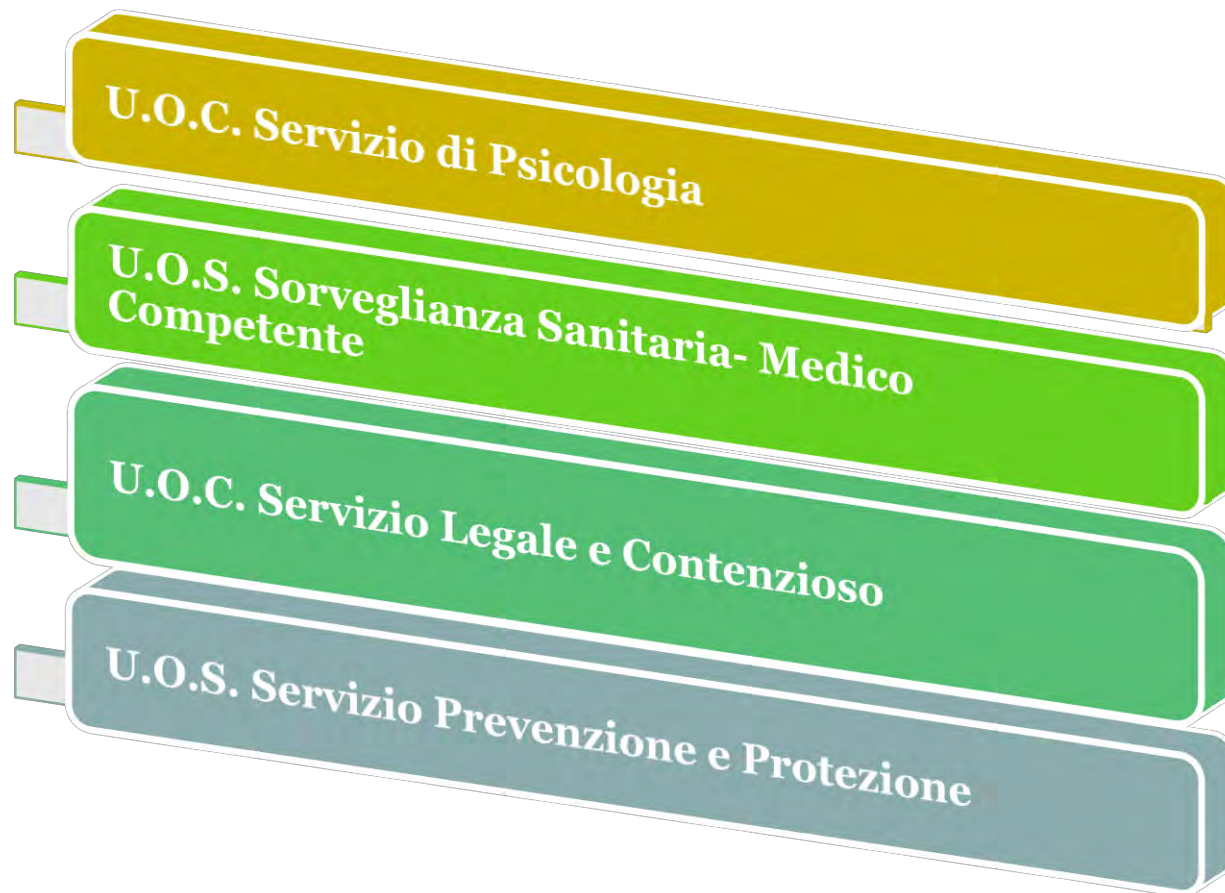 U.O.C. Servizio di Psicologia
U.O.S. Sorveglianza Sanitaria- Medico
Competente
U.O.C. Servizio Legale e Contenzioso
U.O.S. Servizio Prevenzione e Protezione